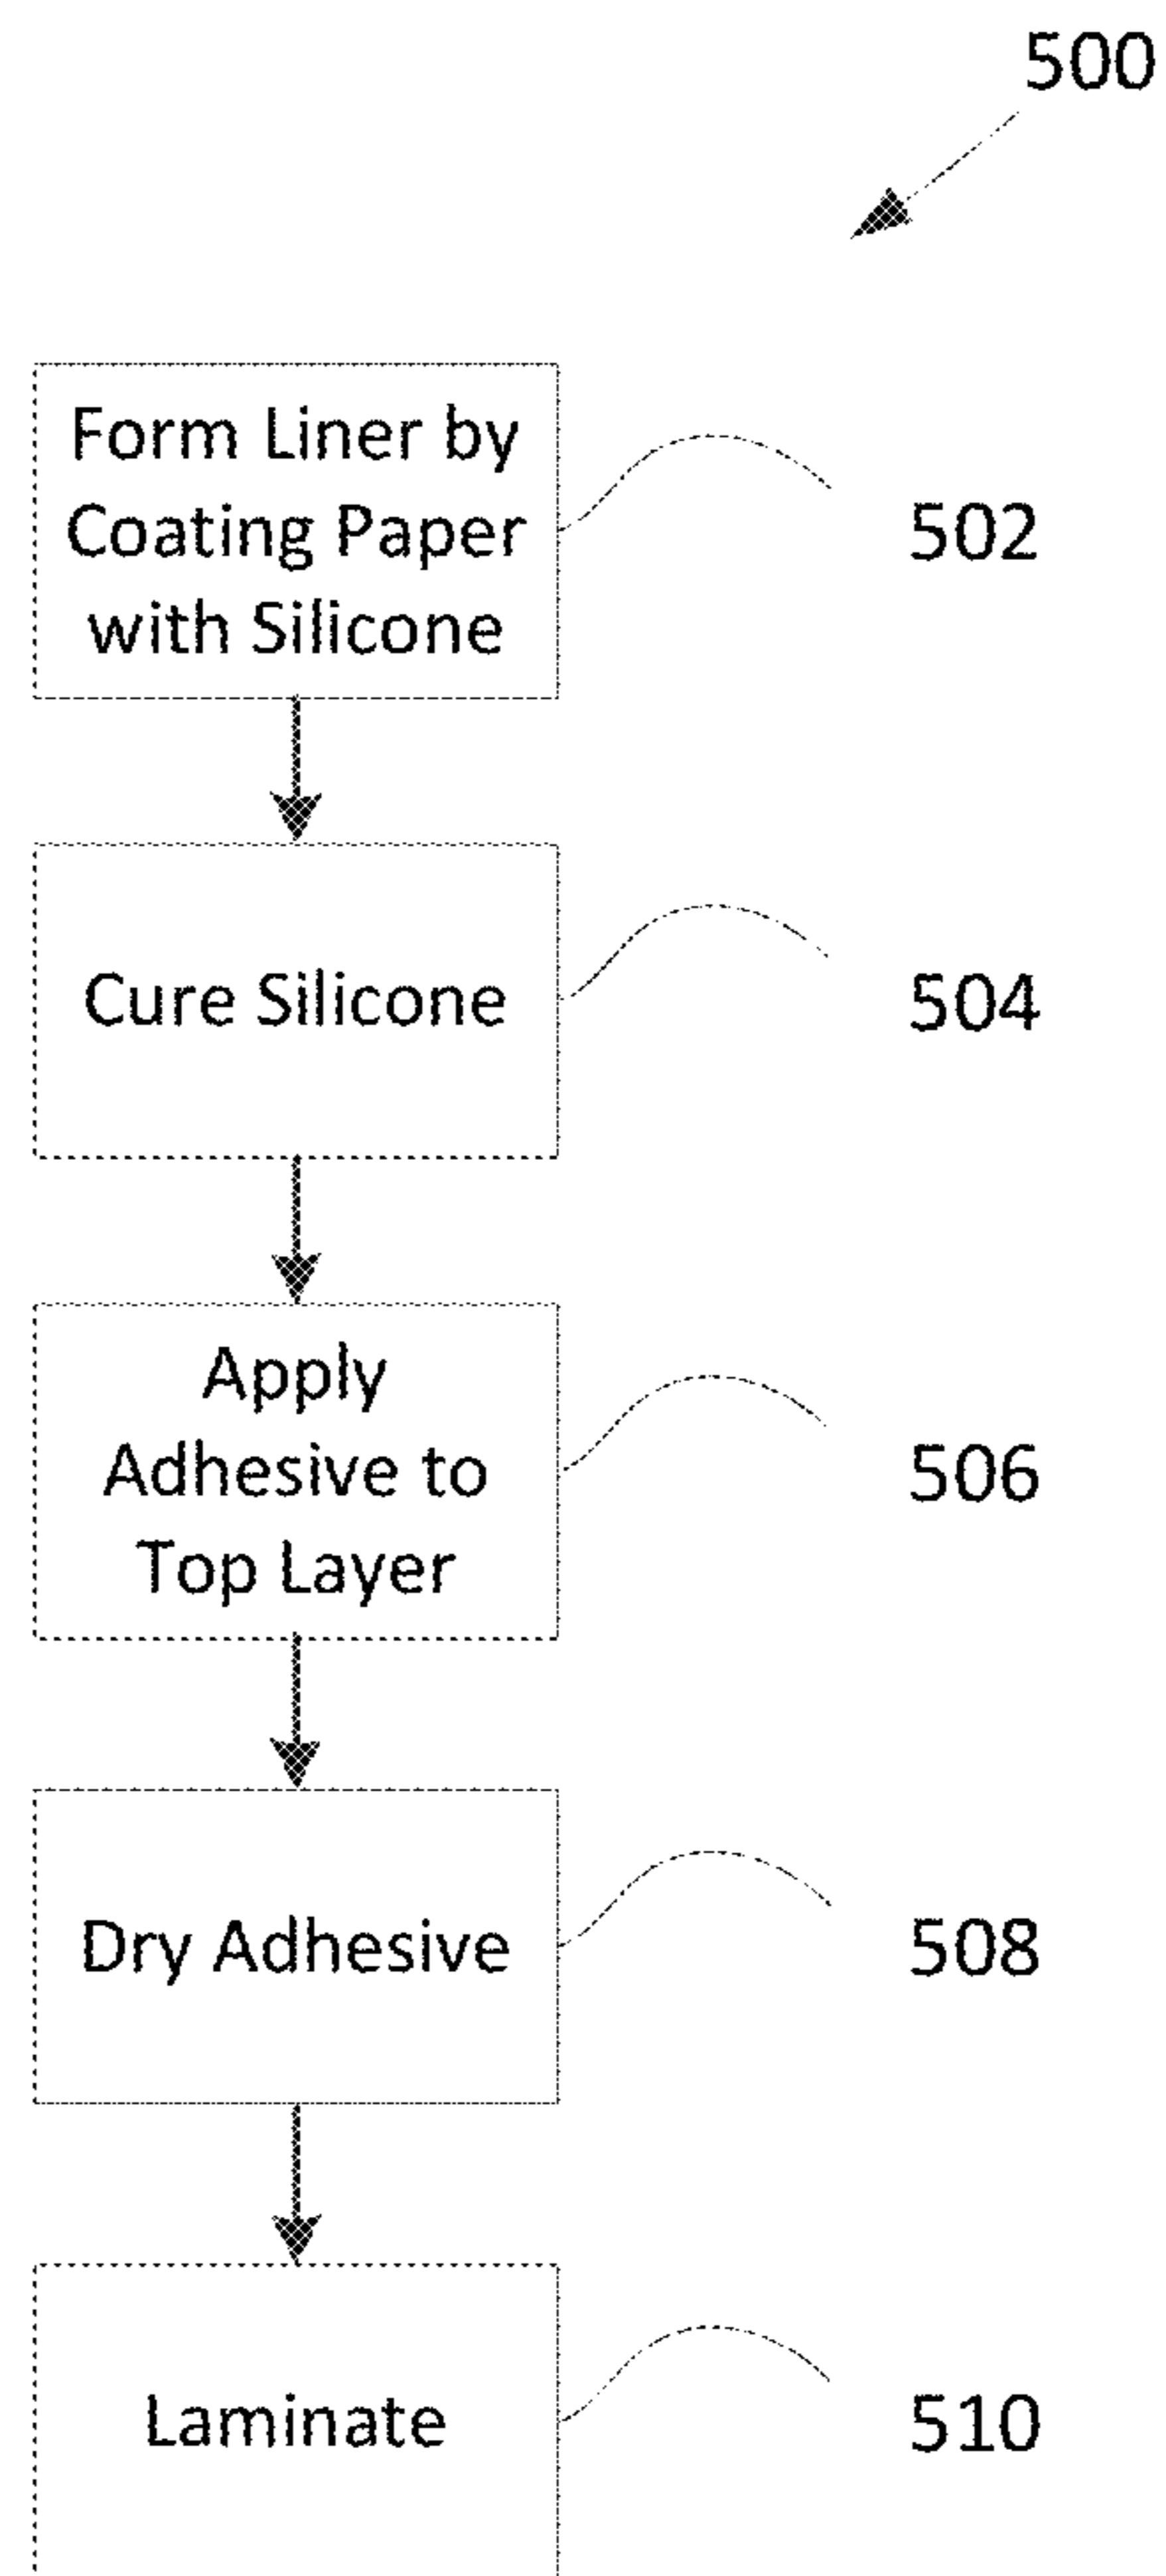 500
Form Liner by
Coating Paper
with Silicone
502
Cure Silicone
504
Apply
Adhesive to
Top Layer
506
Dry Adhesive
508
Laminate
510